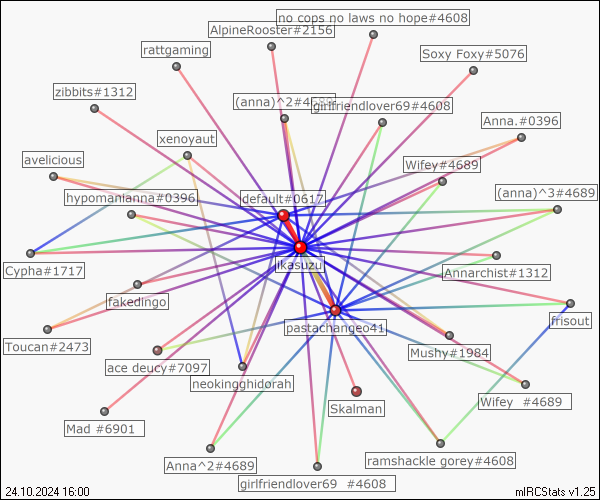 no cops no laws no hope#4608
AlpineRooster#2156
rattgaming
Soxy Foxy#5076
zibbits#1312
(anna)^2#4689
girlfriendlover69#4608
Anna.#0396
xenoyaut
avelicious
Wifey#4689
hypomanianna#0396
default#0617
(anna)^3#4689
ikasuzu
Cypha#1717
Annarchist#1312
fakedingo
frisout
pastachangeo41
Toucan#2473
Mushy#1984
ace deucy#7097
neokingghidorah
Skalman
Wifey #4689
Mad #6901
Anna^2#4689
ramshackle gorey#4608
girlfriendlover69 #4608
24.10.2024 16:00
mIRCStats v1.25